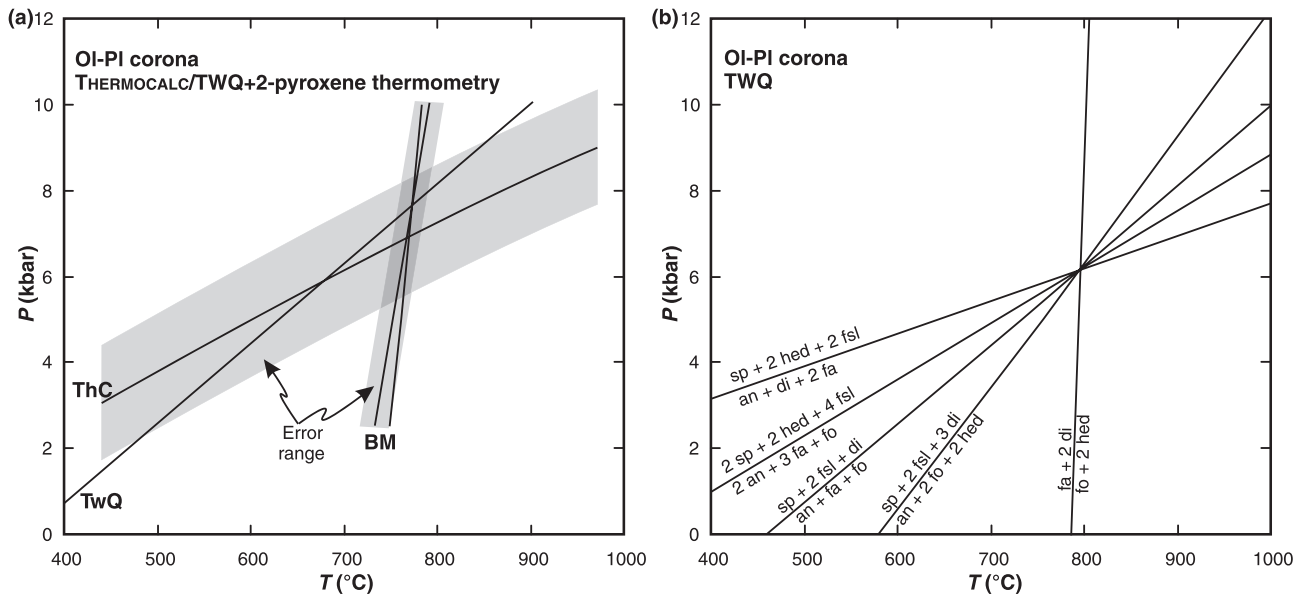 (a)
12
10
8
6
4
2
0
P (kbar)
Ol-Pl corona
THERMOCALC/TWQ+2-pyroxene thermometry
ThC
TwQ
Error
range
BM
400
500
600
700
800
900
1000
T (°C)
(b)
12
10
8
6
4
2
0
P (kbar)
Ol-Pl corona
TWQ
sp + 2 hed + 2 fsl
an + di + 2 fa
2 sp + 2 hed + 4 fsl
2 an + 3 fa + fo
sp + 2 fsl + di
an + fa + fo
sp + 2 fsl + 3 di
an + 2 fo + 2 hed
fa + 2 di
fo + 2 hed
400
500
600
700
800
900
1000
T (°C)